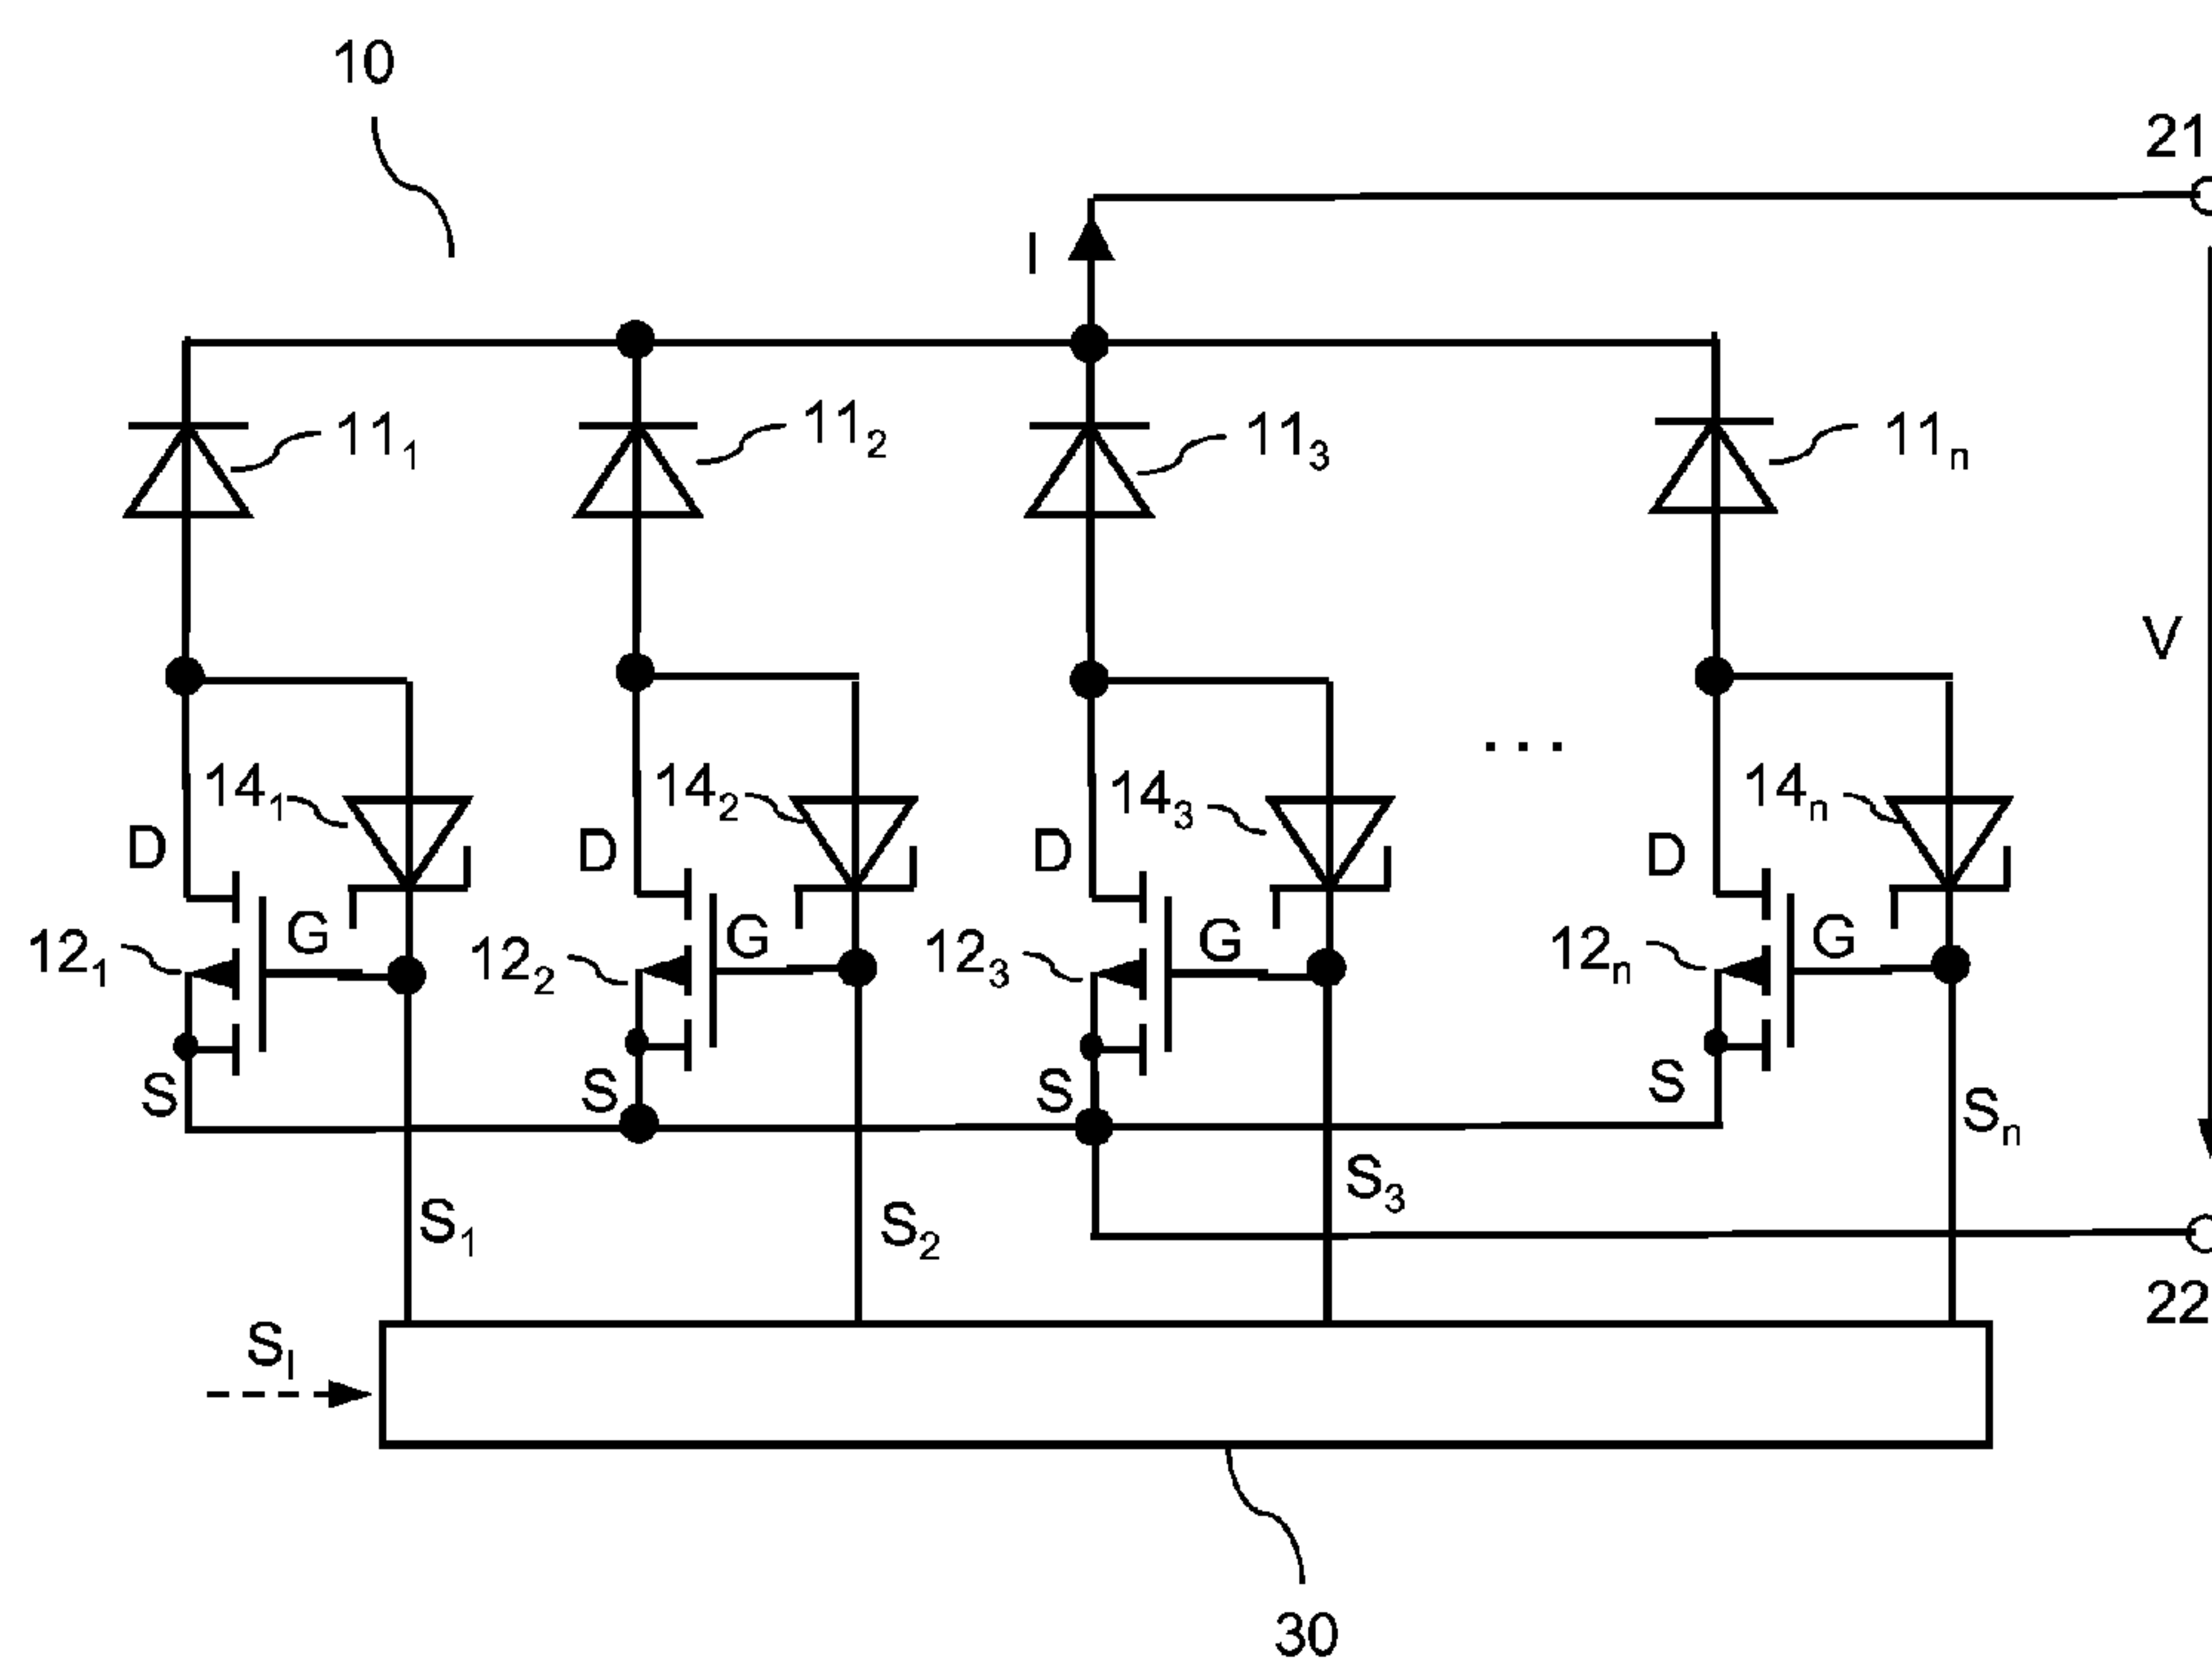 10
21
I
11₁
11₂
11₃
11ₙ
V
14₁
14₂
14₃
14ₙ
...
D
D
D
D
G
G
G
G
12₁
12₂
12₃
12ₙ
S
S
S
S
Sₙ
S₃
S₁
S₂
22
S_I
30